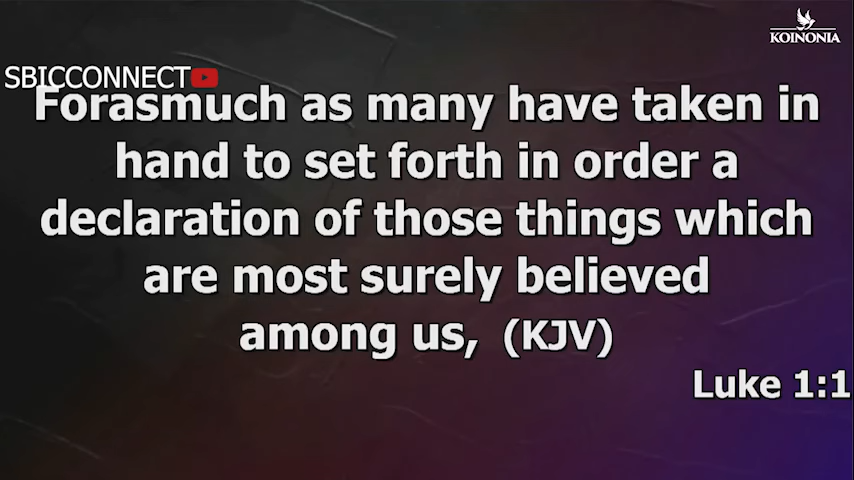 KOINONIA
SBICCONNECT
Forasmuch as many have taken in
hand to set forth in order a
declaration of those things which
are most surely believed
among us, (KJV)
Luke 1:1